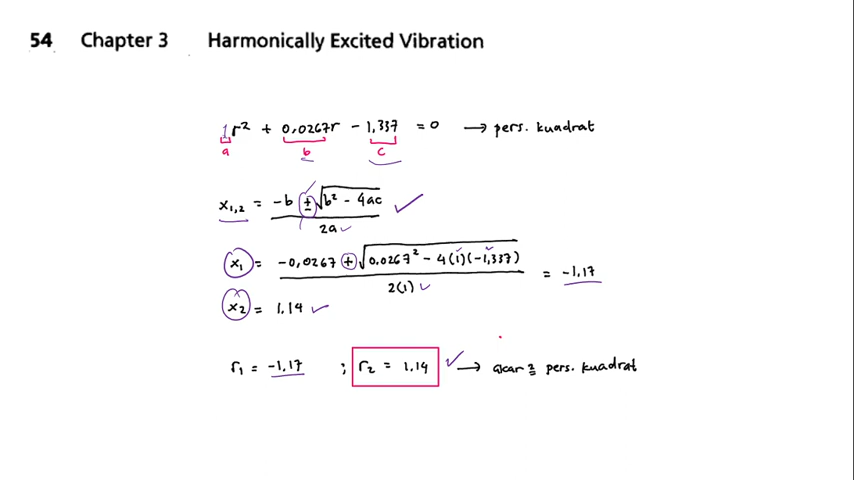 54 Chapter 3 Harmonically Excited Vibration
1r² + 0,0267r - 1,337 = 0 → pers. kuadrat
a b c
x₁,₂ = -b ± √b² - 4ac ✓
2a ✓
x₁ = -0,0267 + √0,0267² - 4(1)(-1,337) = -1,17
2(1) ✓
x₂ = 1.14 ✓
r₁ = -1,17 ; r₂ = 1.14 ✓ → akar2 pers. kuadrat